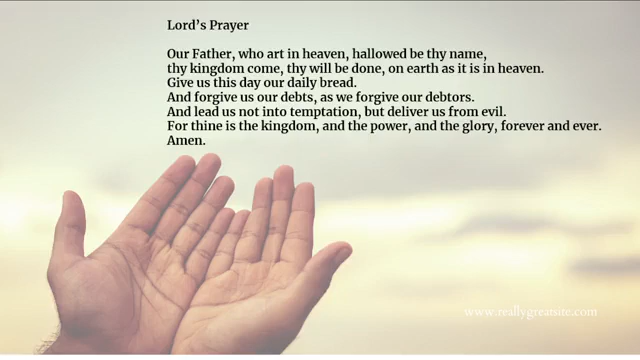 Lord's Prayer
Our Father, who art in heaven, hallowed be thy name,
thy kingdom come, thy will be done, on earth as it is in heaven.
Give us this day our daily bread.
And forgive us our debts, as we forgive our debtors.
And lead us not into temptation, but deliver us from evil.
For thine is the kingdom, and the power, and the glory, forever and ever.
Amen.
www.reallygreatsite.com